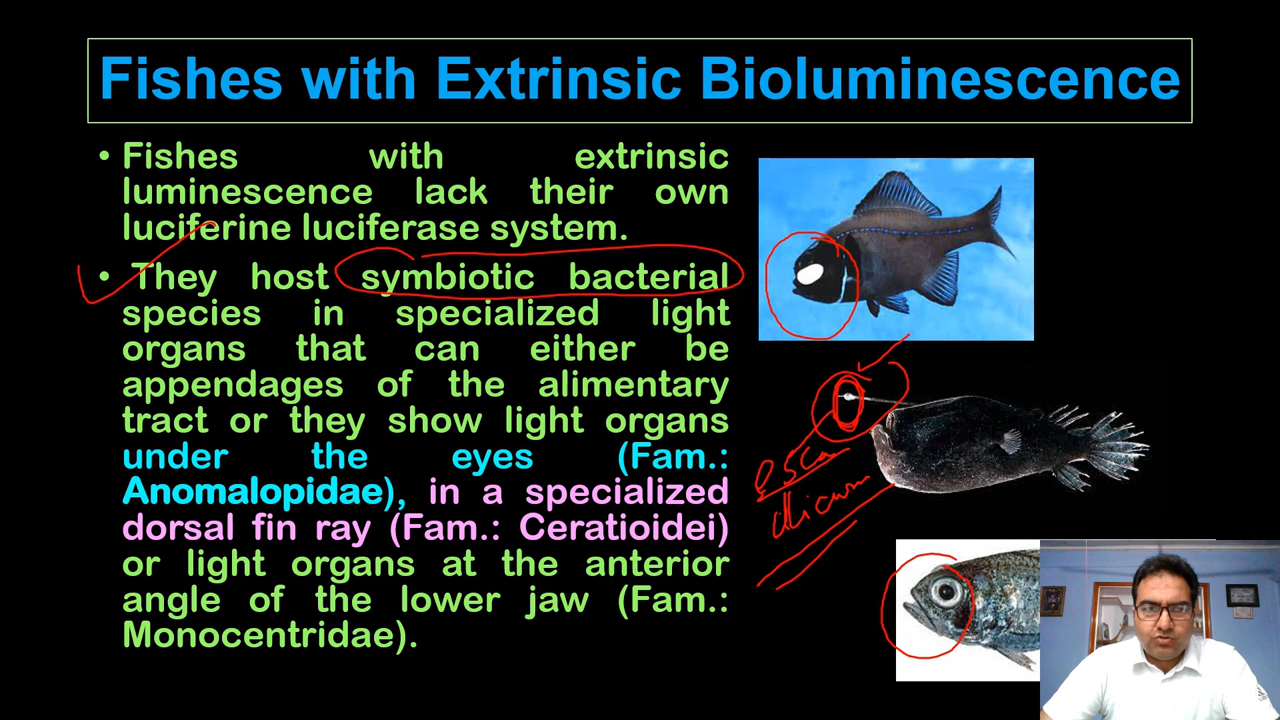 Fishes with Extrinsic Bioluminescence
• Fishes with extrinsic
luminescence lack their own
luciferine luciferase system.
• They host symbiotic bacterial
species in specialized light
organs that can either be
appendages of the alimentary
tract or they show light organs
under the eyes (Fam.:
Anomalopidae), in a specialized
dorsal fin ray (Fam.: Ceratioidei)
or light organs at the anterior
angle of the lower jaw (Fam.:
Monocentridae).
esca
illicium